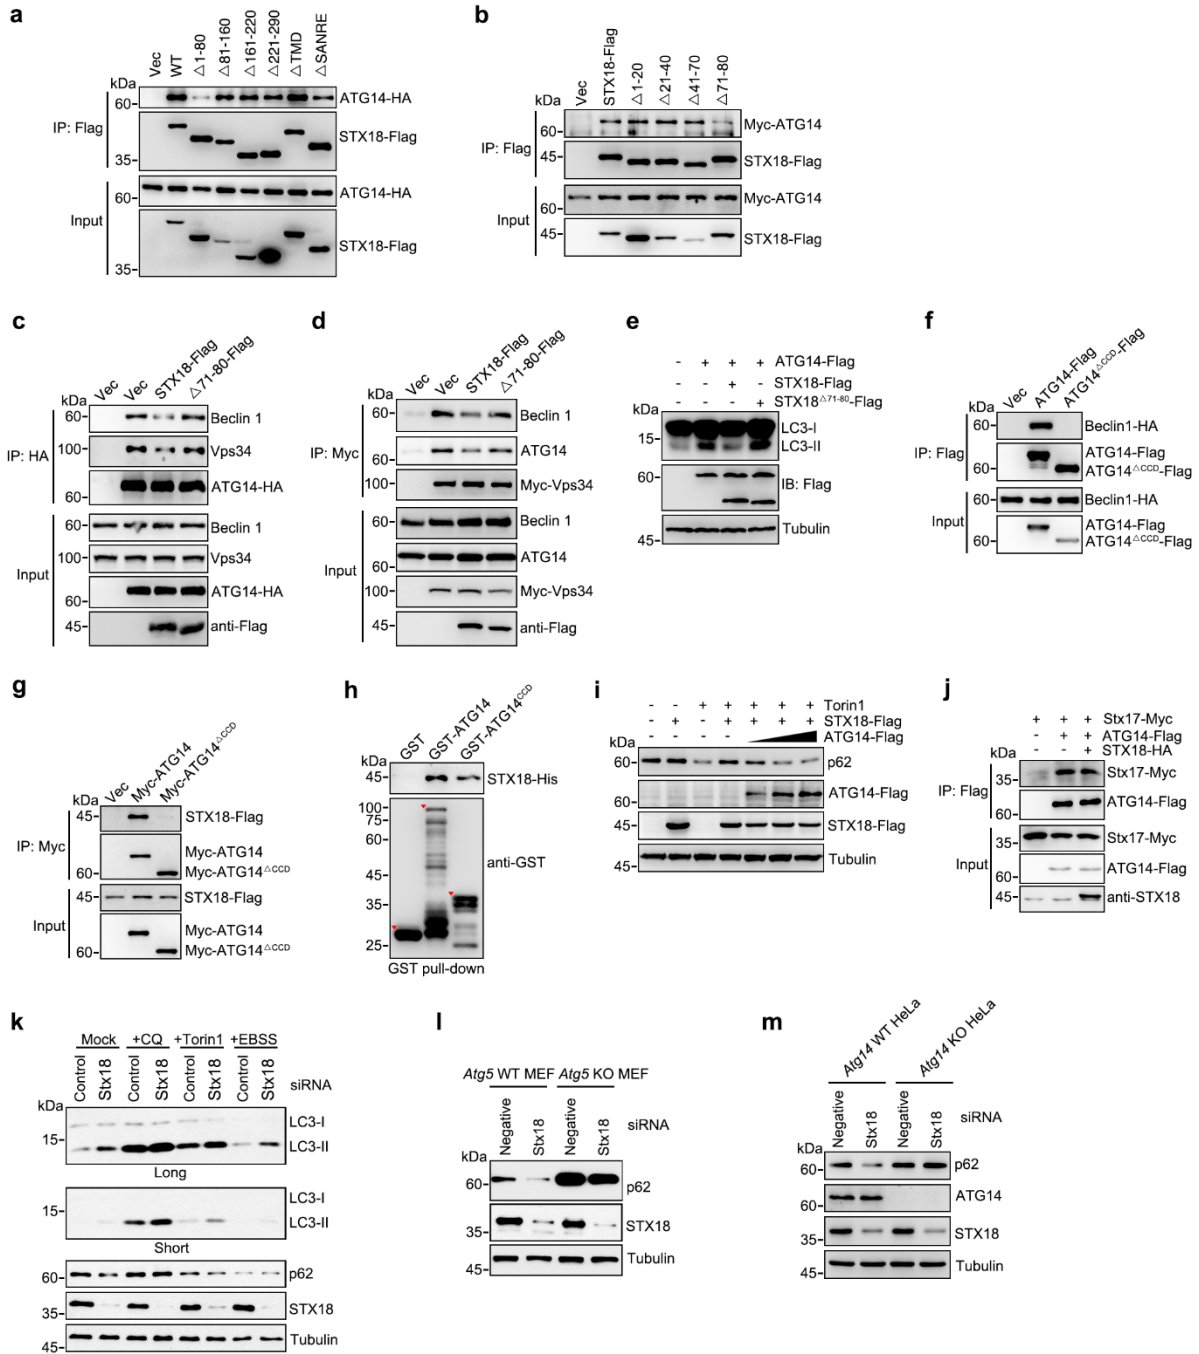 a
Vec
WT
△1-80
△81-160
△161-220
△221-290
△TMD
△SANRE
kDa
60-
ATG14-HA
IP: Flag
STX18-Flag
35-
60-
ATG14-HA
Input
STX18-Flag
35-
b
Vec
STX18-Flag
△1-20
△21-40
△41-70
△71-80
kDa
60-
Myc-ATG14
IP: Flag
45-
STX18-Flag
60-
Myc-ATG14
Input
45-
STX18-Flag
c
Vec
Vec
STX18-Flag
△71-80-Flag
kDa
60-
Beclin 1
IP: HA
100-
Vps34
60-
ATG14-HA
60-
Beclin 1
100-
Vps34
Input
60-
ATG14-HA
45-
anti-Flag
d
Vec
Vec
STX18-Flag
△71-80-Flag
kDa
60-
Beclin 1
IP: Myc
60-
ATG14
100-
Myc-Vps34
60-
Beclin 1
60-
ATG14
Input
100-
Myc-Vps34
45-
anti-Flag
e
- + + + ATG14-Flag
- - + - STX18-Flag
- - - + STX18△71-80-Flag
kDa
LC3-I
15-
LC3-II
60-
IB: Flag
45-
Tubulin
f
Vec
ATG14-Flag
ATG14△CCD-Flag
kDa
60-
Beclin1-HA
IP: Flag
ATG14-Flag
60-
ATG14△CCD-Flag
60-
Beclin1-HA
Input
ATG14-Flag
60-
ATG14△CCD-Flag
g
Vec
Myc-ATG14
Myc-ATG14△CCD
kDa
45-
STX18-Flag
IP: Myc
Myc-ATG14
60-
Myc-ATG14△CCD
45-
STX18-Flag
Input
Myc-ATG14
60-
Myc-ATG14△CCD
h
GST
GST-ATG14
GST-ATG14CCD
kDa
45-
STX18-His
100-
75-
60-
anti-GST
45-
35-
25-
GST pull-down
i
- - + + + + + Torin1
- + - + + + + STX18-Flag
- - - - ATG14-Flag
kDa
60-
p62
60-
ATG14-Flag
45-
STX18-Flag
45-
Tubulin
j
+ + + Stx17-Myc
- + + ATG14-Flag
- - + STX18-HA
kDa
35-
Stx17-Myc
IP: Flag
60-
ATG14-Flag
35-
Stx17-Myc
Input
60-
ATG14-Flag
45-
anti-STX18
k
Mock +CQ +Torin1 +EBSS
Control
Stx18
Control
Stx18
Control
Stx18
Control
Stx18
siRNA
kDa
LC3-I
15-
LC3-II
Long
LC3-I
15-
LC3-II
Short
60-
p62
35-
STX18
45-
Tubulin
l
Atg5 WT MEF Atg5 KO MEF
Negative
Stx18
Negative
Stx18
siRNA
kDa
60-
p62
35-
STX18
45-
Tubulin
m
Atg14 WT HeLa
Atg14 KO HeLa
Negative
Stx18
Negative
Stx18
siRNA
kDa
60-
p62
60-
ATG14
35-
STX18
45-
Tubulin